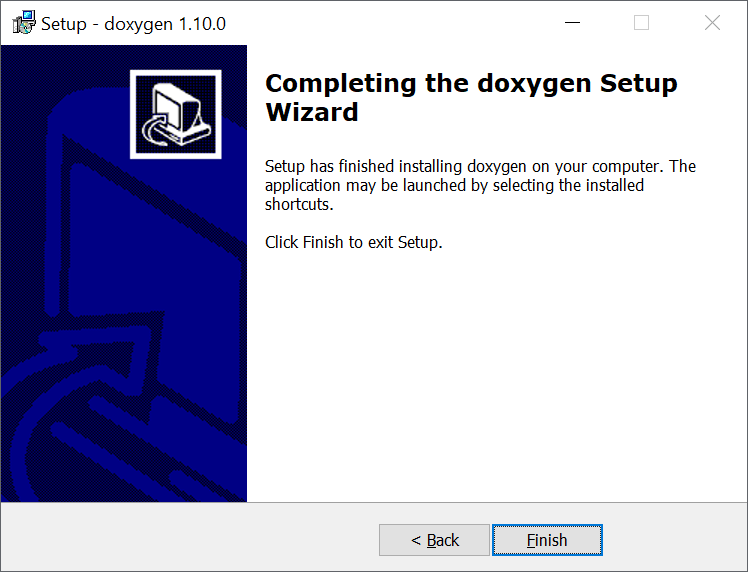 Setup - doxygen 1.10.0
Completing the doxygen Setup
Wizard
Setup has finished installing doxygen on your computer. The
application may be launched by selecting the installed
shortcuts.
Click Finish to exit Setup.
< Back
Finish